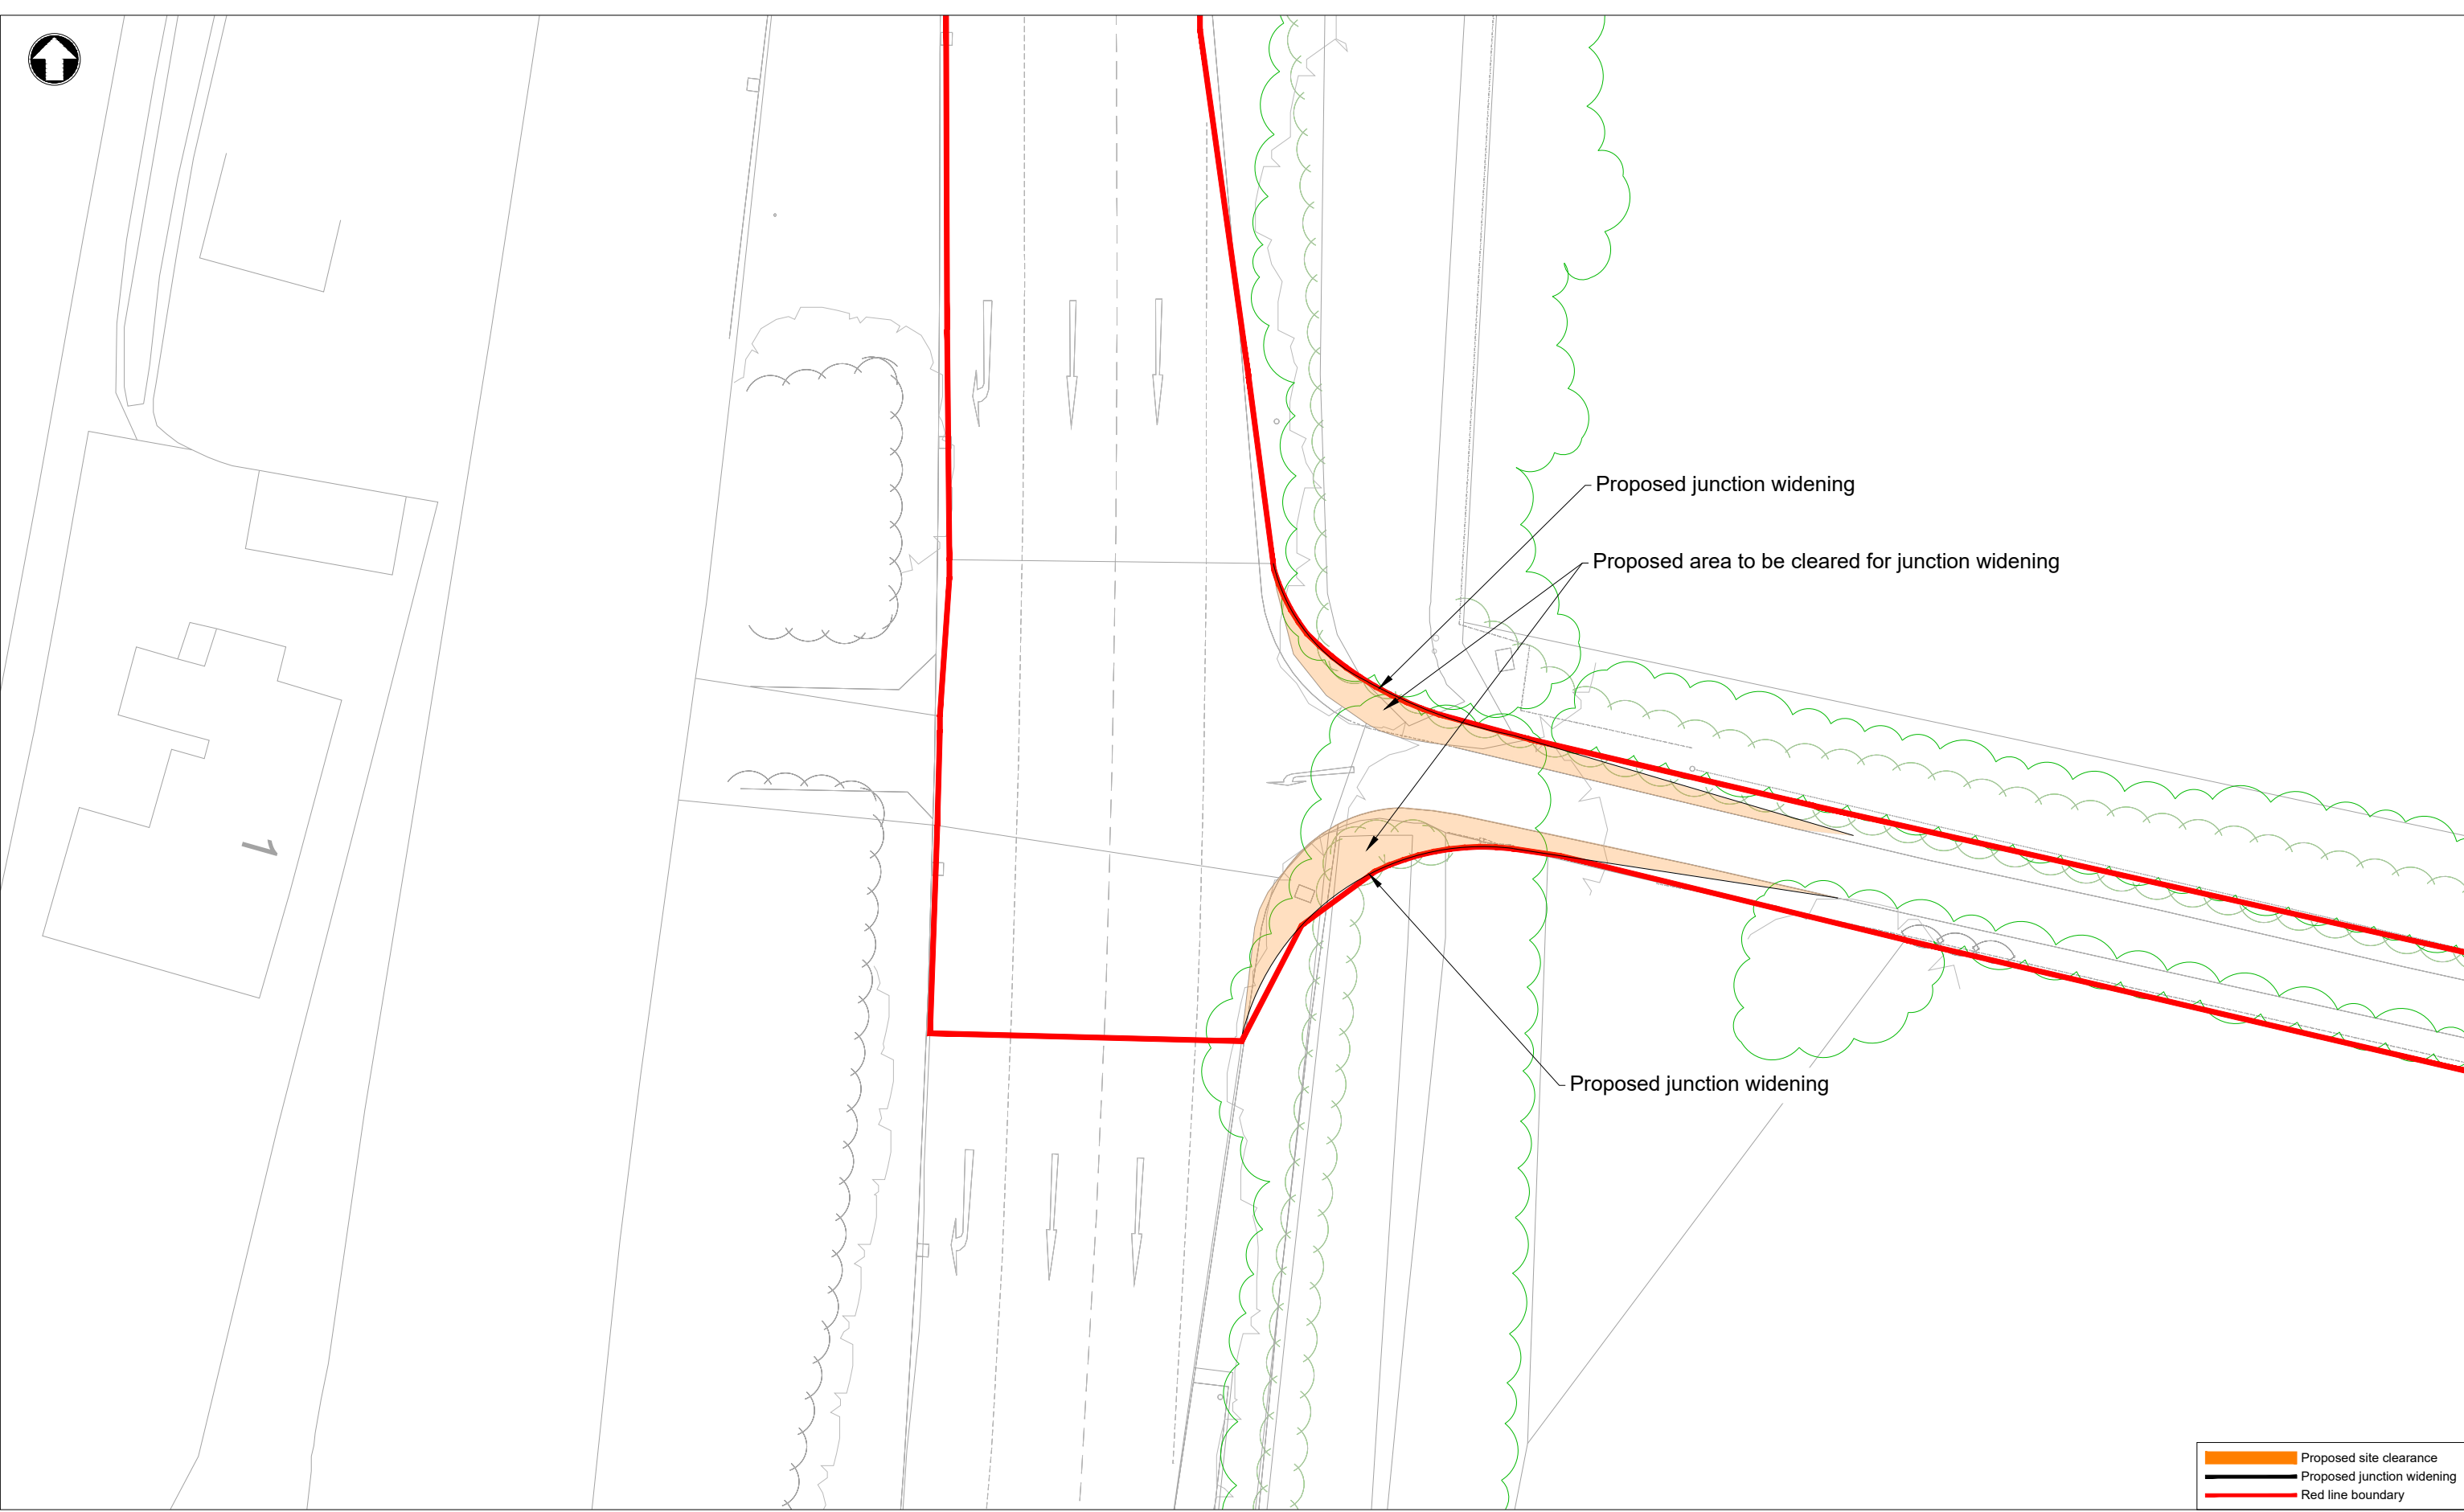 Proposed junction widening
Proposed area to be cleared for junction widening
1
Proposed junction widening
Proposed site clearance
Proposed junction widening
Red line boundary